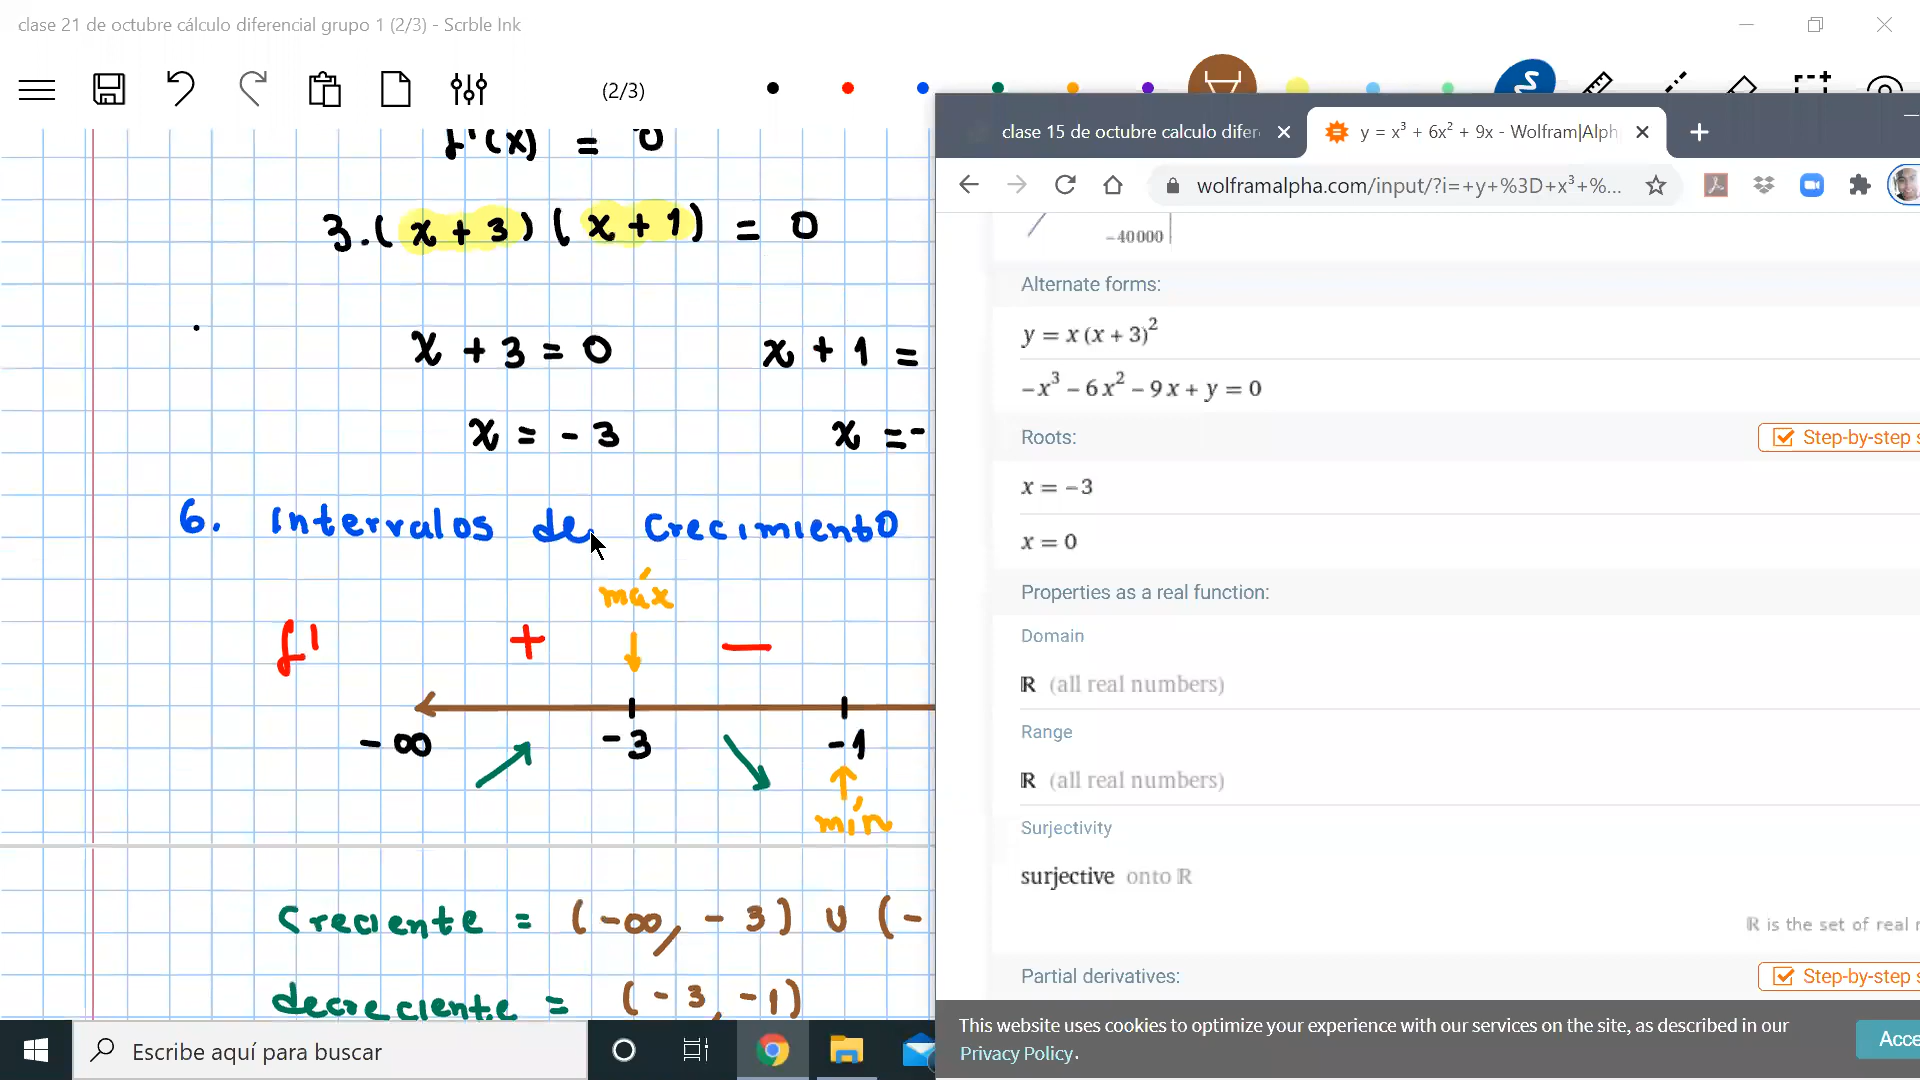 clase 21 de octubre cálculo diferencial grupo 1 (2/3) - Scrble Ink
(2/3)
f'(x) = 0
3.(x+3)(x+1) = 0
x + 3 = 0 x + 1 =
x = -3 x = -
6. Intervalos de crecimiento
máx
f' + −
-∞ -3 -1
mín
Creciente = (-∞, -3) ∪ (-
decreciente = (-3, -1)
Escribe aquí para buscar
clase 15 de octubre calculo difer
y = x³ + 6x² + 9x - Wolfram|Alph
wolframalpha.com/input/?i=+y+%3D+x³+%...
-40000
Alternate forms:
y = x (x + 3)²
-x³ - 6x² - 9x + y = 0
Roots:
Step-by-step s
x = -3
x = 0
Properties as a real function:
Domain
ℝ (all real numbers)
Range
ℝ (all real numbers)
Surjectivity
surjective onto ℝ
ℝ is the set of real
Partial derivatives:
Step-by-step s
This website uses cookies to optimize your experience with our services on the site, as described in our
Privacy Policy.
Acce